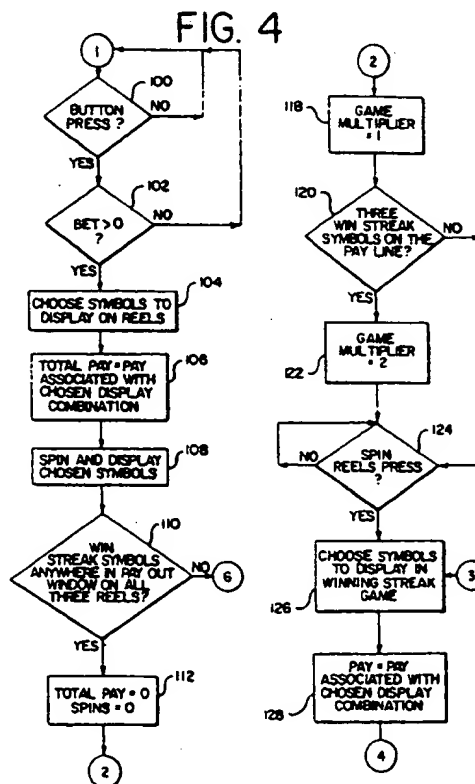 FIG. 4
1
100
BUTTON
PRESS ?
NO
YES
102
BET > 0
?
NO
YES
104
CHOOSE SYMBOLS TO
DISPLAY ON REELS
106
TOTAL PAY = PAY
ASSOCIATED WITH
CHOSEN DISPLAY
COMBINATION
108
SPIN AND DISPLAY
CHOSEN SYMBOLS
110
WIN
STREAK SYMBOLS
ANYWHERE IN PAY OUT
WINDOW ON ALL
THREE REELS?
NO
6
YES
112
TOTAL PAY = 0
SPINS = 0
2
2
118
GAME
MULTIPLIER
= 1
120
THREE
WIN STREAK
SYMBOLS ON THE
PAY LINE?
NO
YES
GAME
MULTIPLIER
= 2
122
124
SPIN
REELS PRESS
?
NO
YES
CHOOSE SYMBOLS
TO DISPLAY IN
WINNING STREAK
GAME
3
126
PAY = PAY
ASSOCIATED WITH
CHOSEN DISPLAY
COMBINATION
128
4